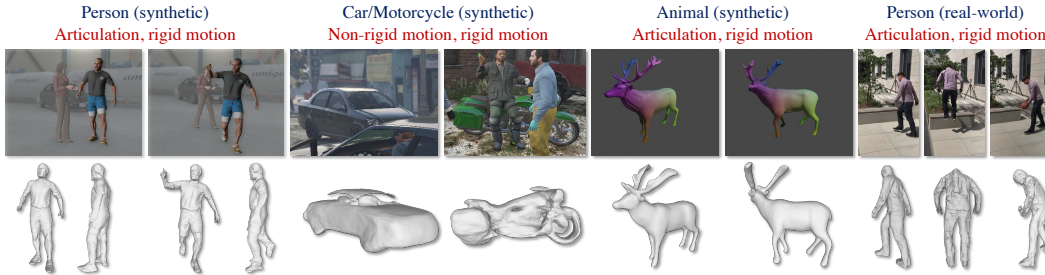 Person (synthetic)
Articulation, rigid motion
Car/Motorcycle (synthetic)
Non-rigid motion, rigid motion
Animal (synthetic)
Articulation, rigid motion
Person (real-world)
Articulation, rigid motion